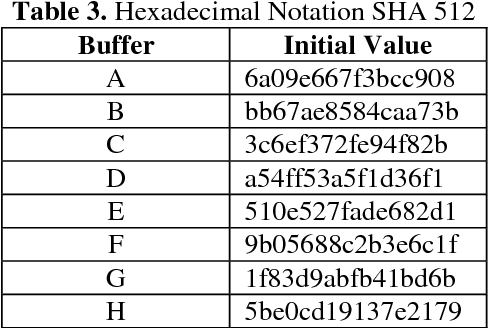 Table 3. Hexadecimal Notation SHA 512
Buffer Initial Value
A 6a09e667f3bcc908
B bb67ae8584caa73b
C 3c6ef372fe94f82b
D a54ff53a5f1d36f1
E 510e527fade682d1
F 9b05688c2b3e6c1f
G 1f83d9abfb41bd6b
H 5be0cd19137e2179